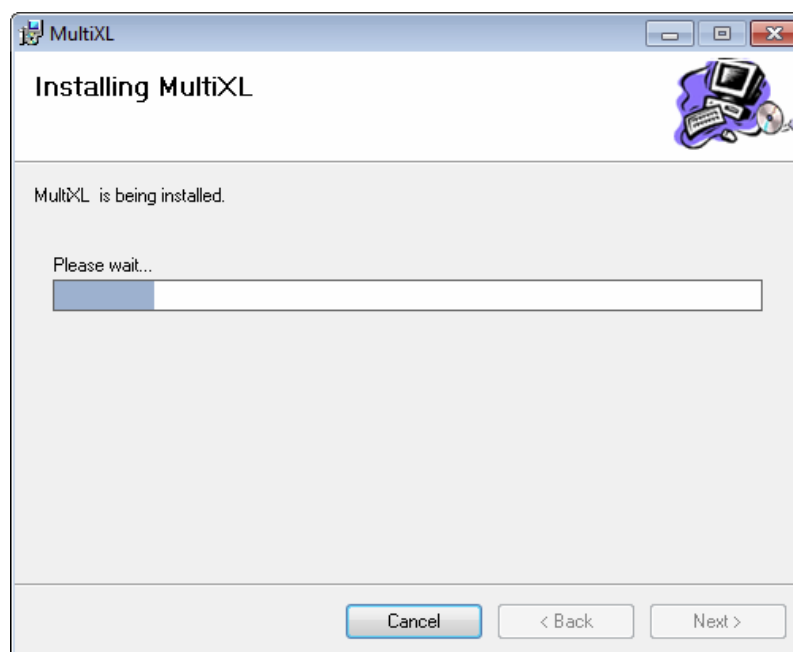 MultiXL
Installing MultiXL
MultiXL is being installed.
Please wait...
Cancel
< Back
Next >